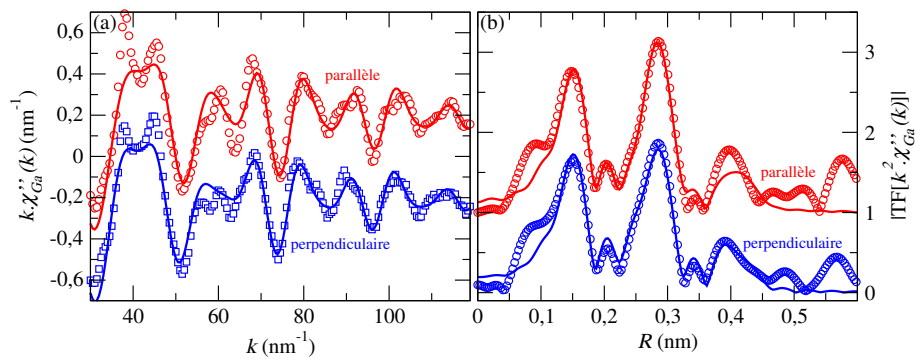 (a)
k.χ''Ga(k) (nm⁻¹)
0,6
0,4
0,2
0
-0,2
-0,4
-0,6
parallèle
perpendiculaire
40
60
80
100
k (nm⁻¹)
(b)
parallèle
perpendiculaire
0
0,1
0,2
0,3
0,4
0,5
R (nm)
3
2
1
0
|TF[k²χ''Ga(k)]|